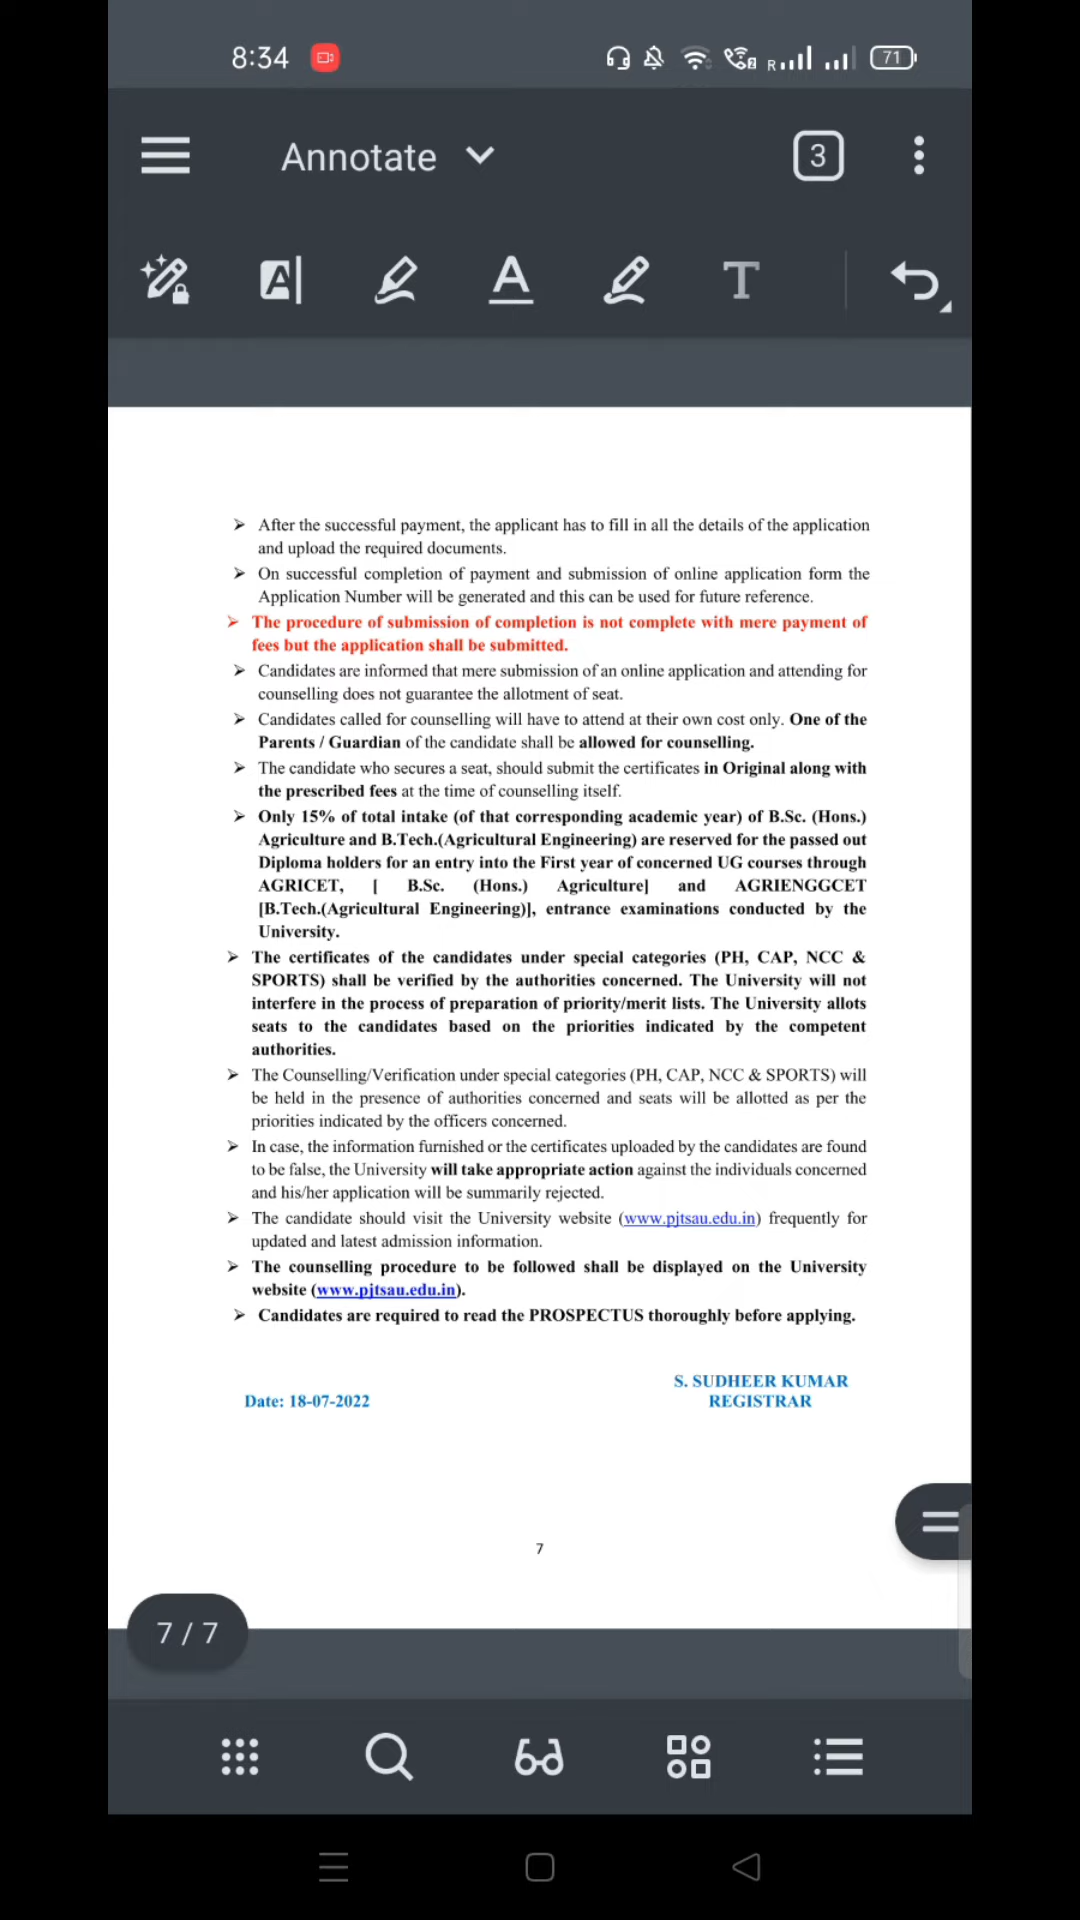 8:34
R
71
Annotate
3
A
A
T
➢ After the successful payment, the applicant has to fill in all the details of the application
and upload the required documents.
➢ On successful completion of payment and submission of online application form the
Application Number will be generated and this can be used for future reference.
➢ The procedure of submission of completion is not complete with mere payment of
fees but the application shall be submitted.
➢ Candidates are informed that mere submission of an online application and attending for
counselling does not guarantee the allotment of seat.
➢ Candidates called for counselling will have to attend at their own cost only. One of the
Parents / Guardian of the candidate shall be allowed for counselling.
➢ The candidate who secures a seat, should submit the certificates in Original along with
the prescribed fees at the time of counselling itself.
➢ Only 15% of total intake (of that corresponding academic year) of B.Sc. (Hons.)
Agriculture and B.Tech.(Agricultural Engineering) are reserved for the passed out
Diploma holders for an entry into the First year of concerned UG courses through
AGRICET, [ B.Sc. (Hons.) Agriculture] and AGRIENGGCET
[B.Tech.(Agricultural Engineering)], entrance examinations conducted by the
University.
➢ The certificates of the candidates under special categories (PH, CAP, NCC &
SPORTS) shall be verified by the authorities concerned. The University will not
interfere in the process of preparation of priority/merit lists. The University allots
seats to the candidates based on the priorities indicated by the competent
authorities.
➢ The Counselling/Verification under special categories (PH, CAP, NCC & SPORTS) will
be held in the presence of authorities concerned and seats will be allotted as per the
priorities indicated by the officers concerned.
➢ In case, the information furnished or the certificates uploaded by the candidates are found
to be false, the University will take appropriate action against the individuals concerned
and his/her application will be summarily rejected.
➢ The candidate should visit the University website (www.pjtsau.edu.in) frequently for
updated and latest admission information.
➢ The counselling procedure to be followed shall be displayed on the University
website (www.pjtsau.edu.in).
➢ Candidates are required to read the PROSPECTUS thoroughly before applying.
S. SUDHEER KUMAR
Date: 18-07-2022 REGISTRAR
7
7 / 7